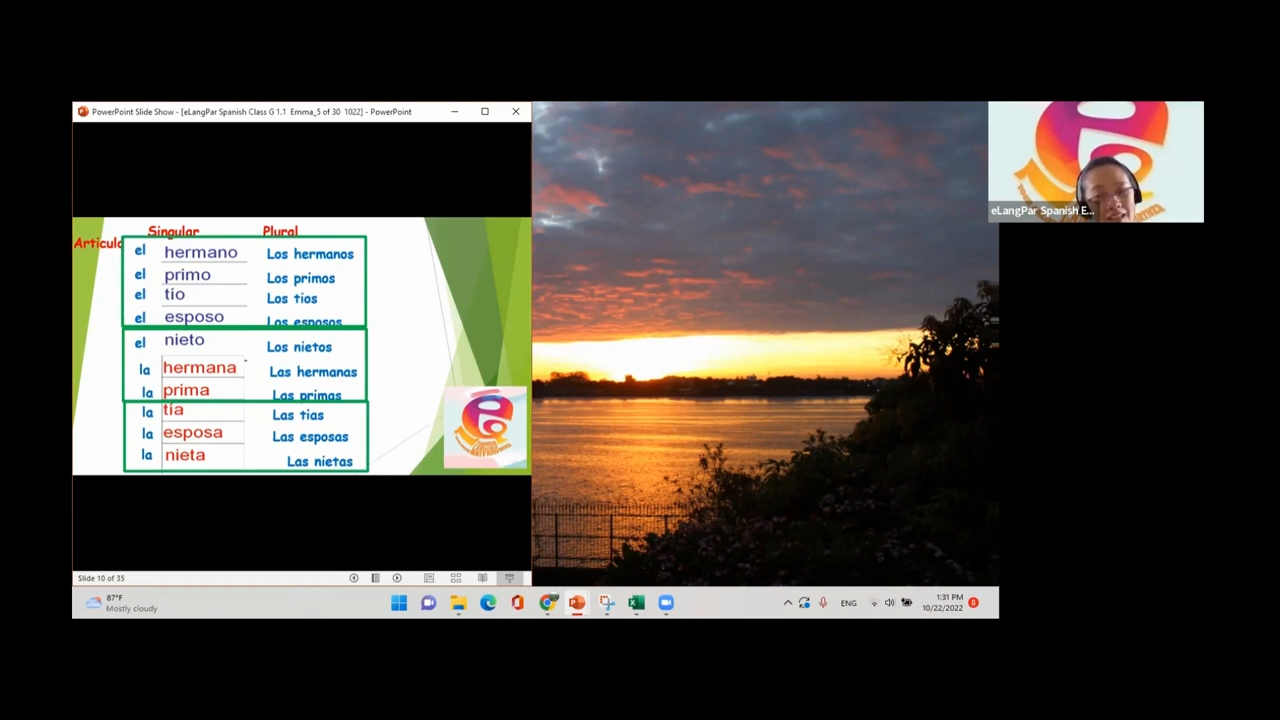 PowerPoint Slide Show - [eLangPar Spanish Class G 1.1 Emma_5 of 30 1022] - PowerPoint
Singular Plural
Articulo
el hermano Los hermanos
el primo Los primos
el tío Los tios
el esposo Los esposos
el nieto Los nietos
la hermana Las hermanas
la prima Las primas
la tía Las tias
la esposa Las esposas
la nieta Las nietas
Slide 10 of 35
87°F
Mostly cloudy
ENG
1:31 PM
10/22/2022
8
eLangPar Spanish E...